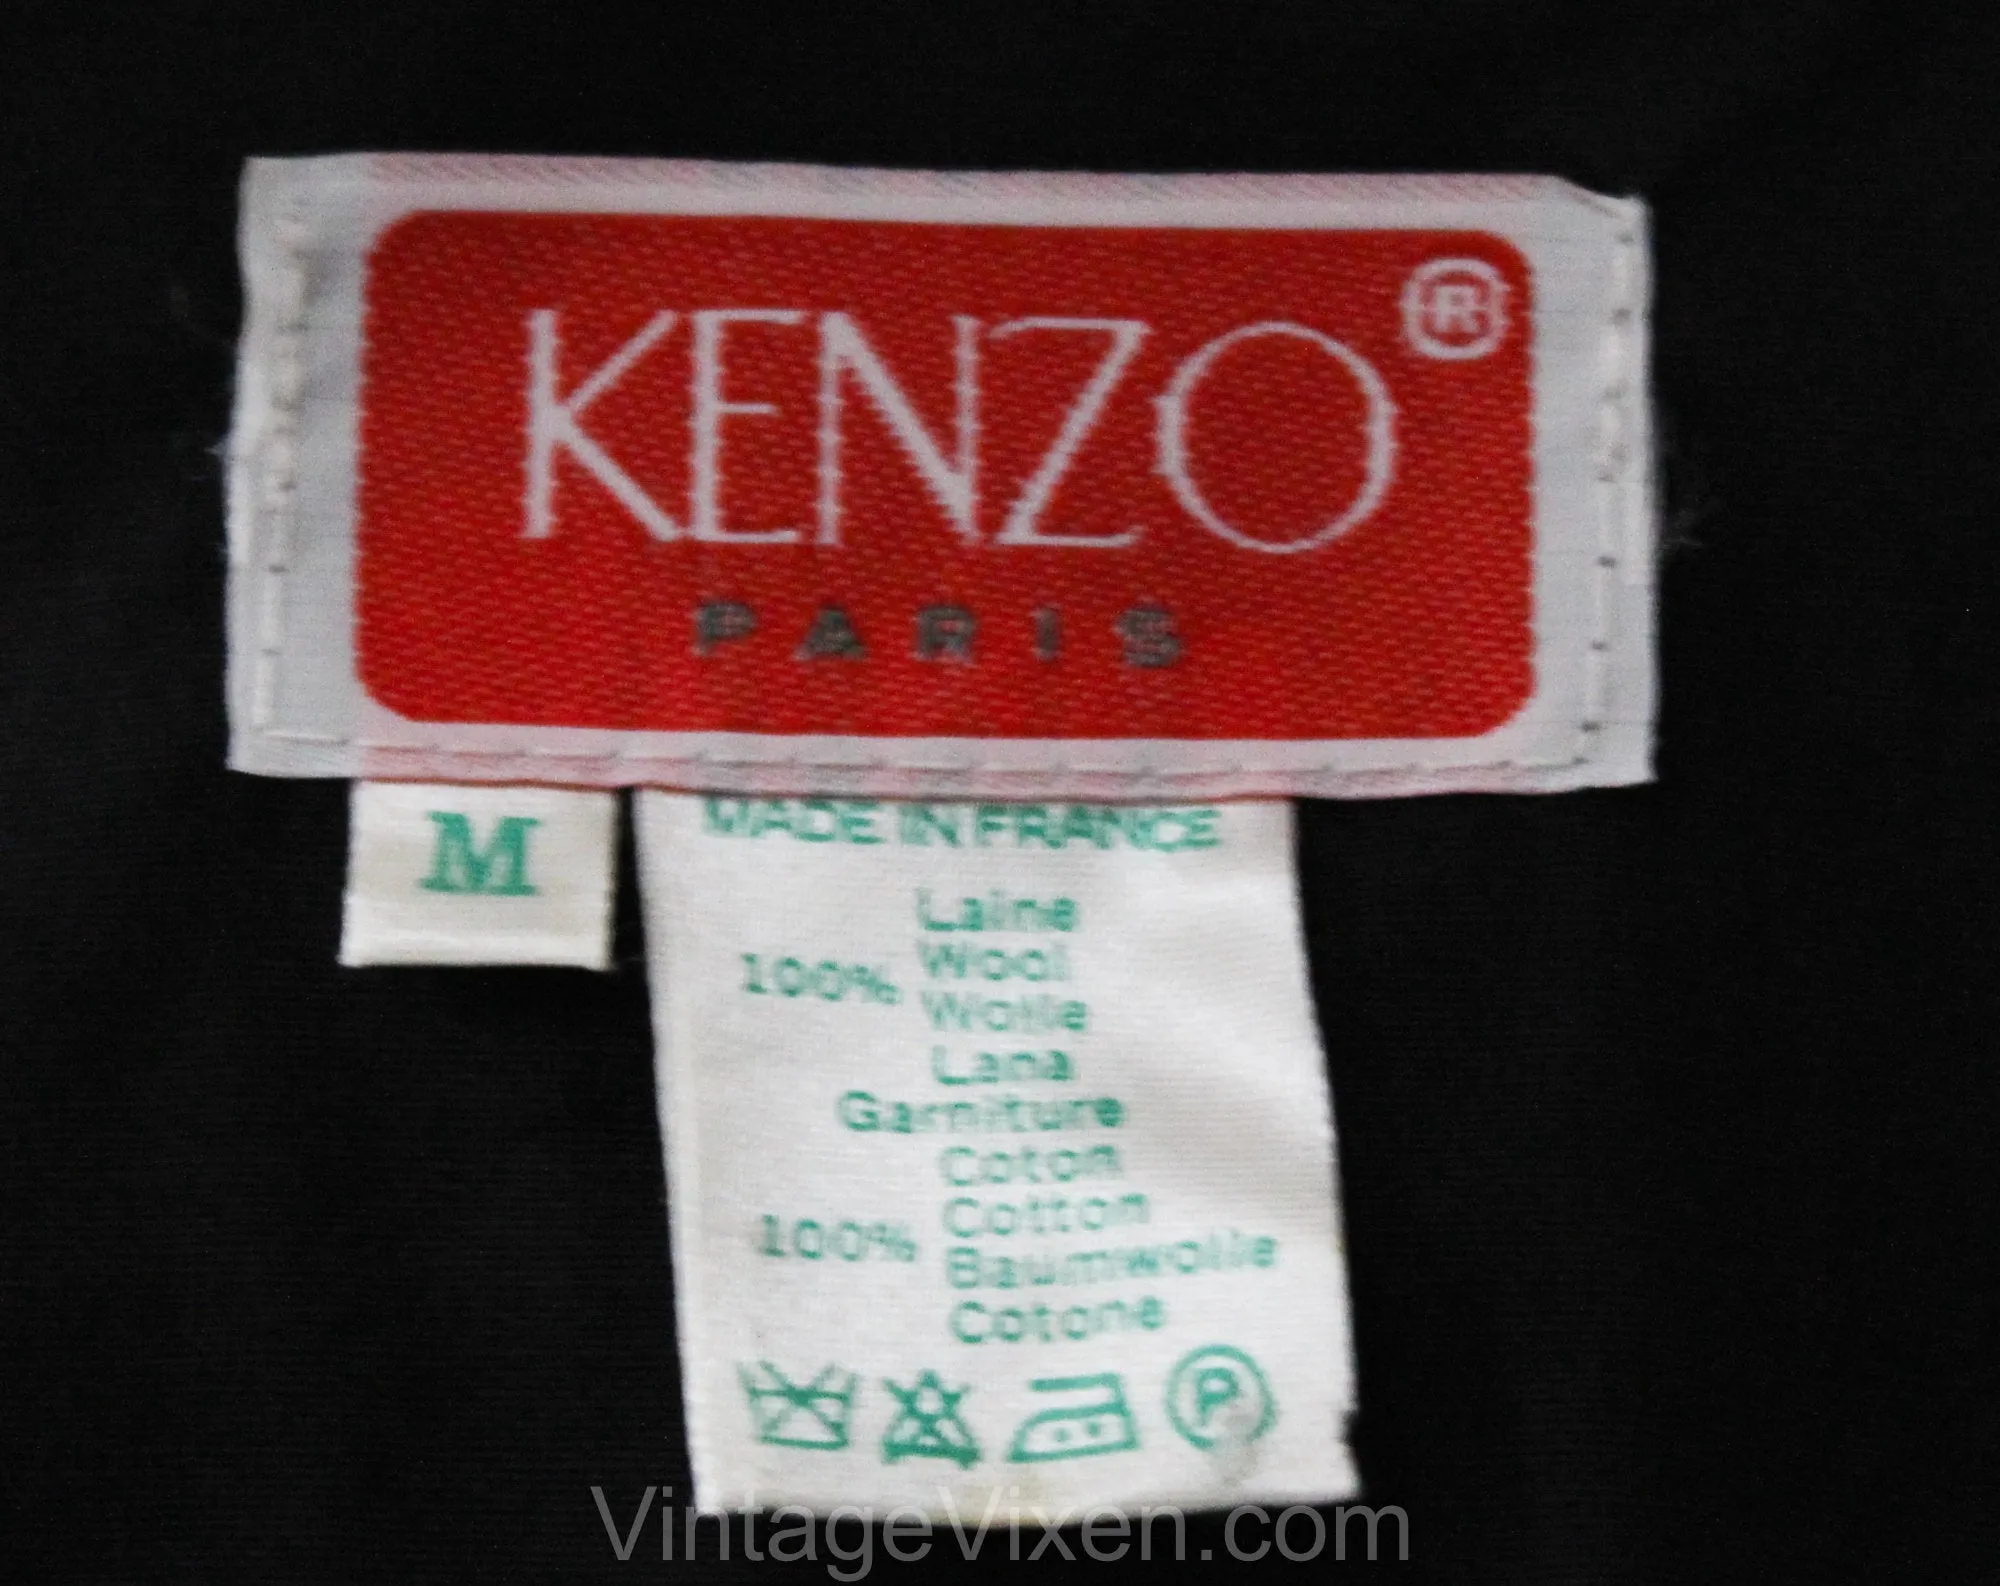 KENZO®
PARIS
M
MADE IN FRANCE
Laine
100% Wool
Wolle
Lana
Garniture
Coton
100% Cotton
Baumwolle
Cotone
P
VintageVixen.com